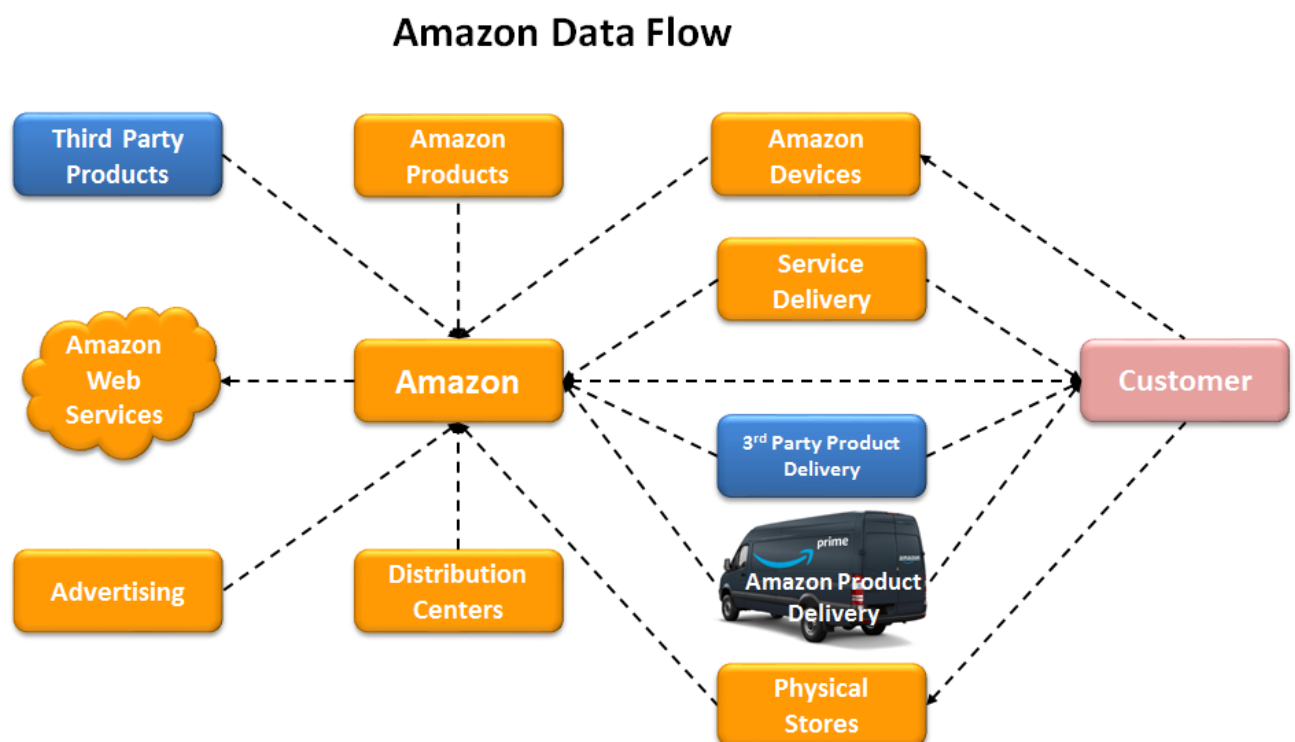 Amazon Data Flow
Third Party
Products
Amazon
Products
Amazon
Devices
Service
Delivery
Amazon
Web
Services
Amazon
Customer
3rd Party Product
Delivery
prime
amazon
Amazon Product
Delivery
Advertising
Distribution
Centers
Physical
Stores